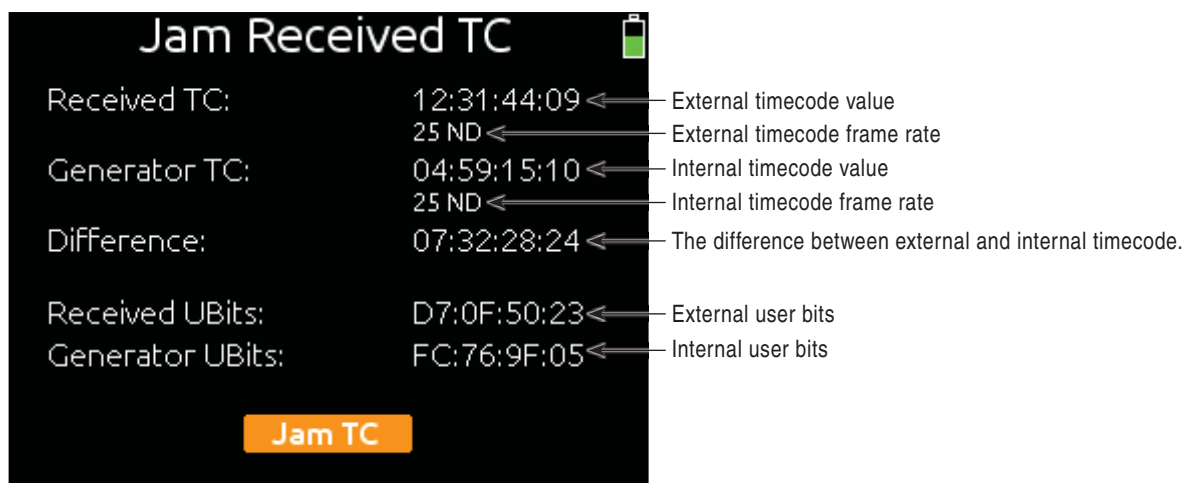 Jam Received TC
Received TC: 12:31:44:09 External timecode value
25 ND External timecode frame rate
Generator TC: 04:59:15:10 Internal timecode value
25 ND Internal timecode frame rate
Difference: 07:32:28:24 The difference between external and internal timecode.
Received UBits: D7:0F:50:23 External user bits
Generator UBits: FC:76:9F:05 Internal user bits
Jam TC